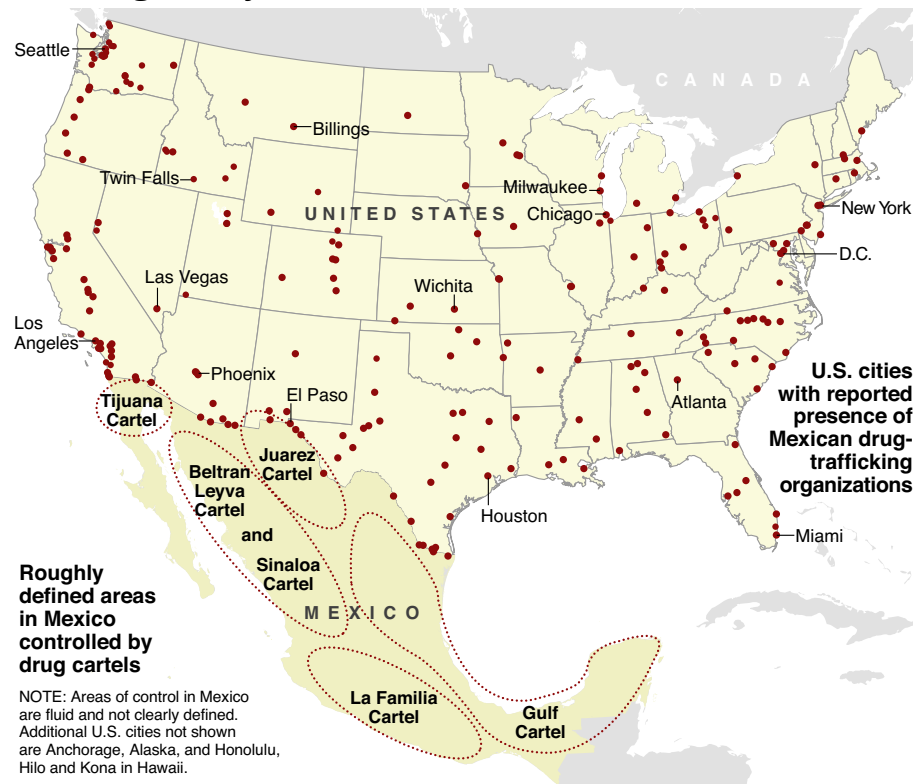 CANADA
Seattle
Billings
Twin Falls
Milwaukee
UNITED STATES
Chicago
New York
D.C.
Las Vegas
Wichita
Los
Angeles
Phoenix
El Paso
Atlanta
Tijuana
Cartel
U.S. cities
with reported
presence of
Mexican drug-
trafficking
organizations
Juarez
Cartel
Beltran
Leyva
Cartel
and
Sinaloa
Cartel
Houston
Miami
Roughly
defined areas
in Mexico
controlled by
drug cartels
MEXICO
La Familia
Cartel
Gulf
Cartel
NOTE: Areas of control in Mexico
are fluid and not clearly defined.
Additional U.S. cities not shown
are Anchorage, Alaska, and Honolulu,
Hilo and Kona in Hawaii.